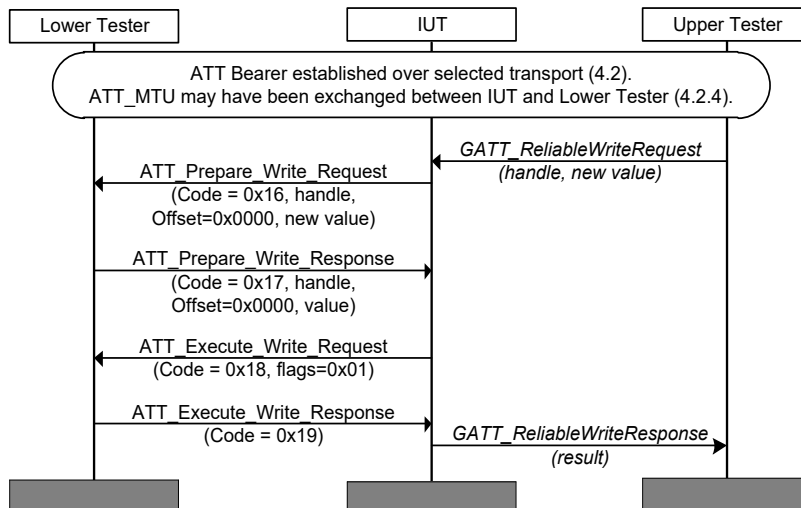 Lower Tester
IUT
Upper Tester
ATT Bearer established over selected transport (4.2).
ATT_MTU may have been exchanged between IUT and Lower Tester (4.2.4).
GATT_ReliableWriteRequest
(handle, new value)
ATT_Prepare_Write_Request
(Code = 0x16, handle,
Offset=0x0000, new value)
ATT_Prepare_Write_Response
(Code = 0x17, handle,
Offset=0x0000, value)
ATT_Execute_Write_Request
(Code = 0x18, flags=0x01)
ATT_Execute_Write_Response
(Code = 0x19)
GATT_ReliableWriteResponse
(result)